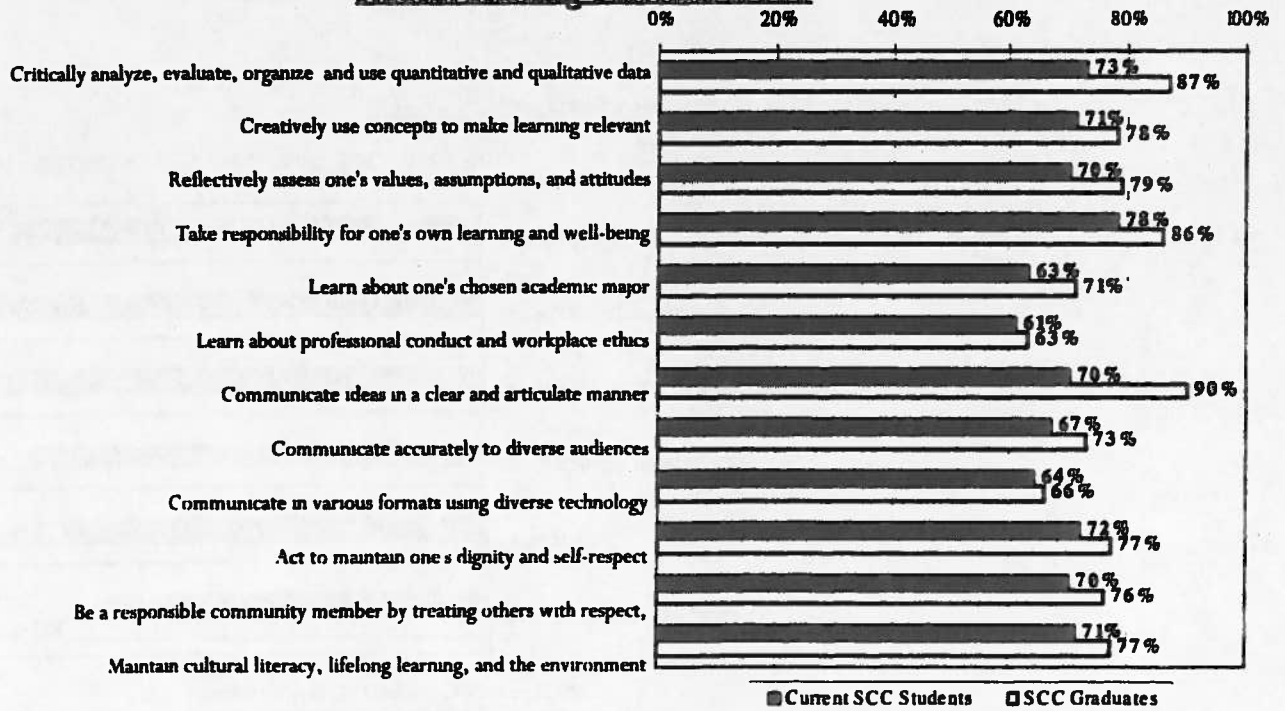 0% 20% 40% 60% 80% 100%
Critically analyze, evaluate, organize and use quantitative and qualitative data
73%
87%
Creatively use concepts to make learning relevant
71%
78%
Reflectively assess one's values, assumptions, and attitudes
70%
79%
Take responsibility for one's own learning and well-being
78%
86%
Learn about one's chosen academic major
63%
71%
Learn about professional conduct and workplace ethics
61%
63%
Communicate ideas in a clear and articulate manner
70%
90%
Communicate accurately to diverse audiences
67%
73%
Communicate in various formats using diverse technology
64%
66%
Act to maintain one s dignity and self-respect
72%
77%
Be a responsible community member by treating others with respect,
70%
76%
Maintain cultural literacy, lifelong learning, and the environment
71%
77%
Current SCC Students SCC Graduates